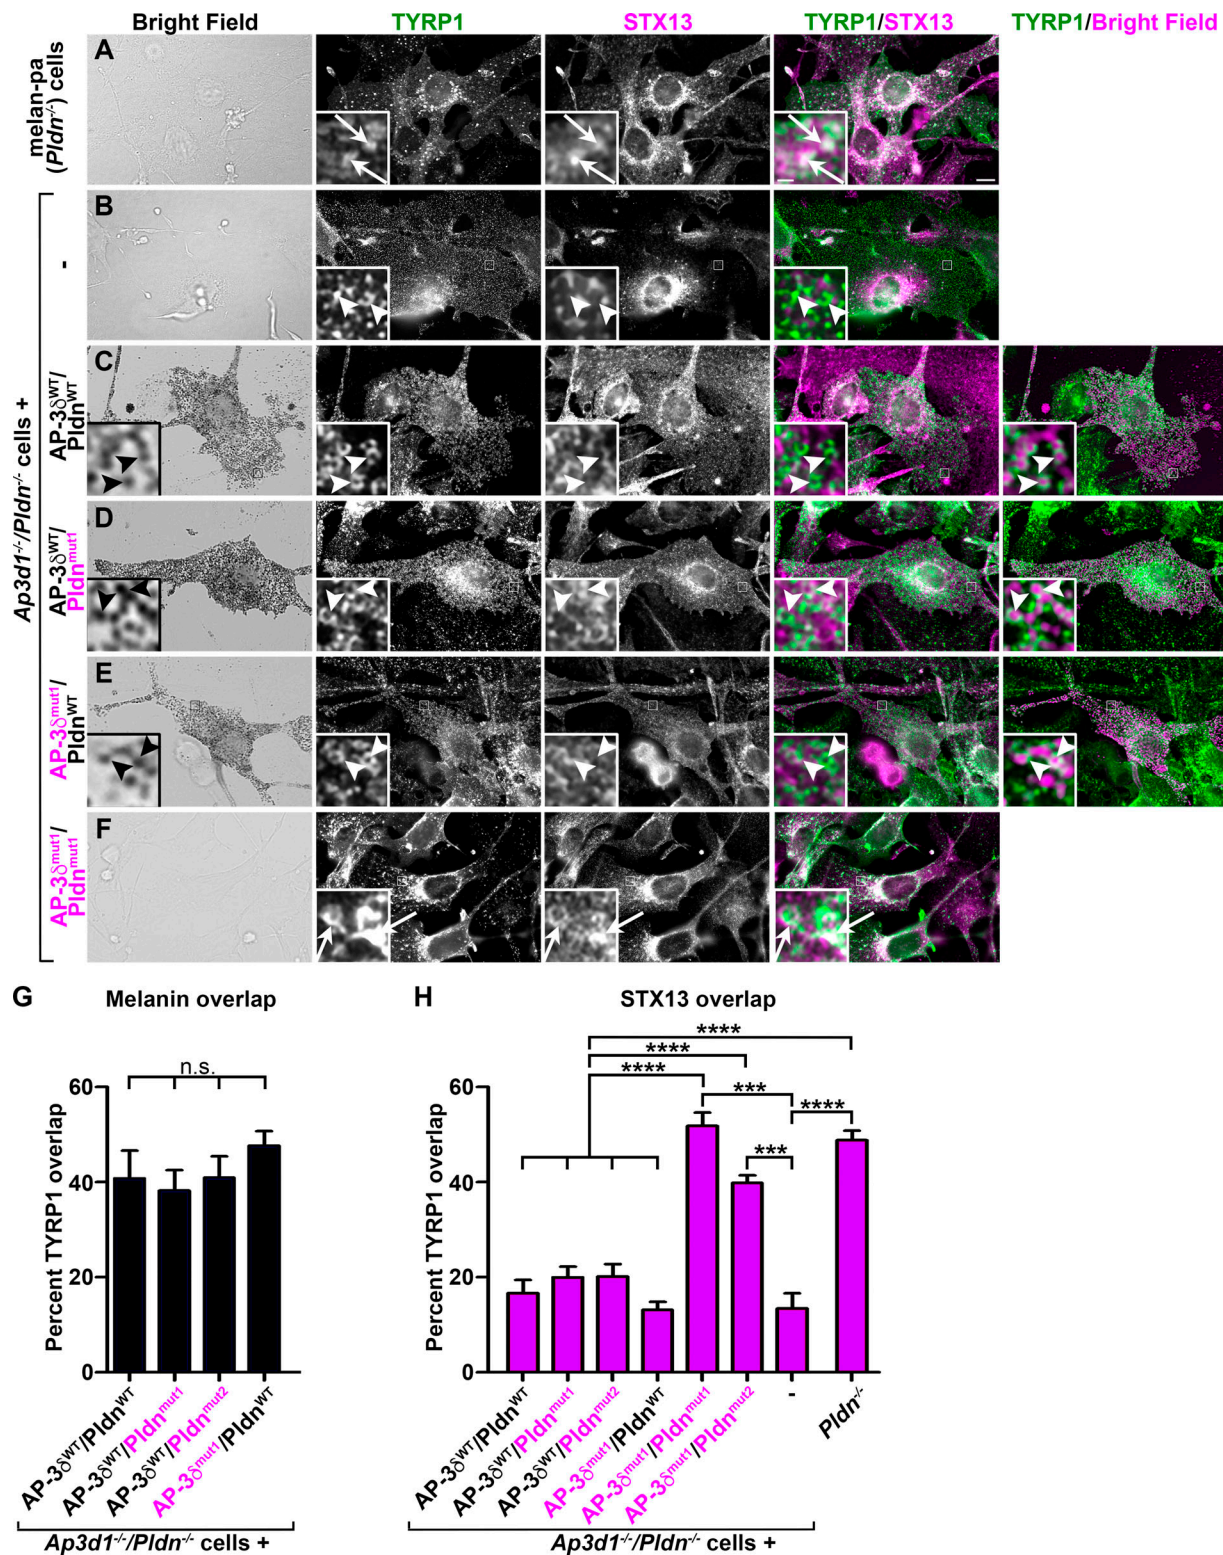 Bright Field TYRP1 STX13 TYRP1/STX13 TYRP1/Bright Field
melan-pa
(Pldn-/-) cells
A
Ap3d1-/-/Pldn-/- cells +
-
B
AP-3δWT/
PldnWT
C
AP-3δWT/
Pldnmut1
D
AP-3δmut1/
PldnWT
E
AP-3δmut1/
Pldnmut1
F
G Melanin overlap
n.s.
Percent TYRP1 overlap
60
40
20
0
AP-3δWT/PldnWT
AP-3δWT/Pldnmut1
AP-3δWT/Pldnmut2
AP-3δmut1/PldnWT
Ap3d1-/-/Pldn-/- cells +
H STX13 overlap
****
****
****
***
****
***
Percent TYRP1 overlap
60
40
20
0
AP-3δWT/PldnWT
AP-3δWT/Pldnmut1
AP-3δWT/Pldnmut2
AP-3δmut1/PldnWT
AP-3δmut1/Pldnmut1
AP-3δmut1/Pldnmut2
-
Pldn-/-
Ap3d1-/-/Pldn-/- cells +